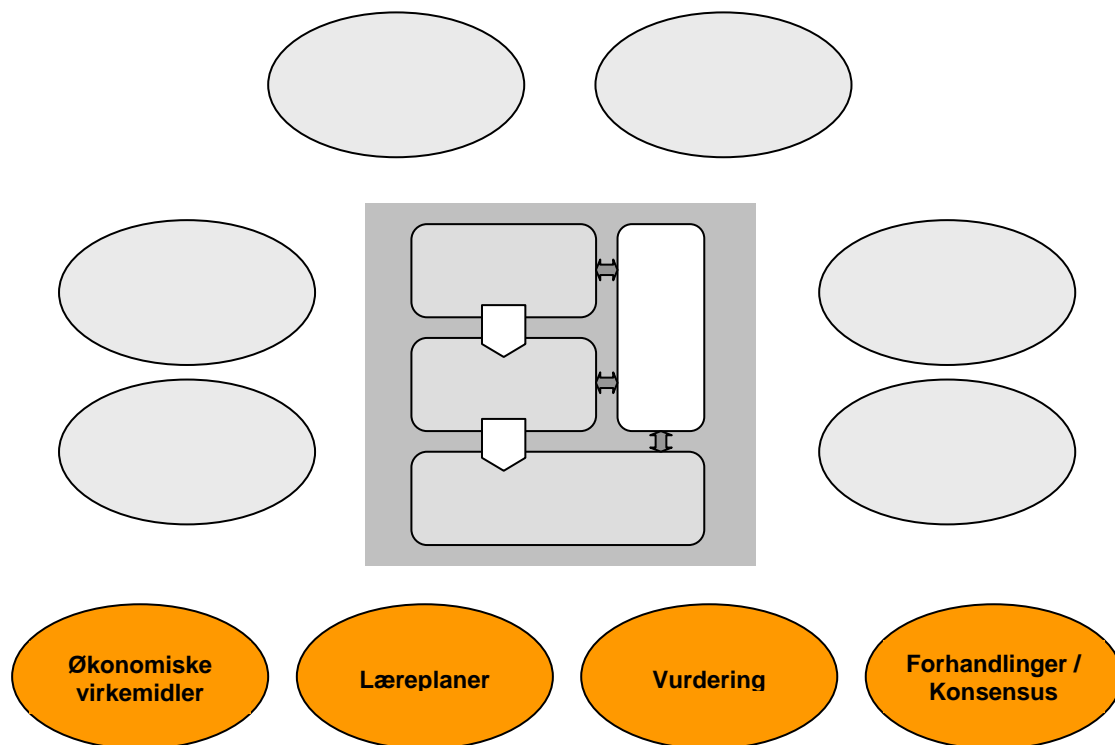 Økonomiske
virkemidler
Læreplaner
Vurdering
Forhandlinger /
Konsensus